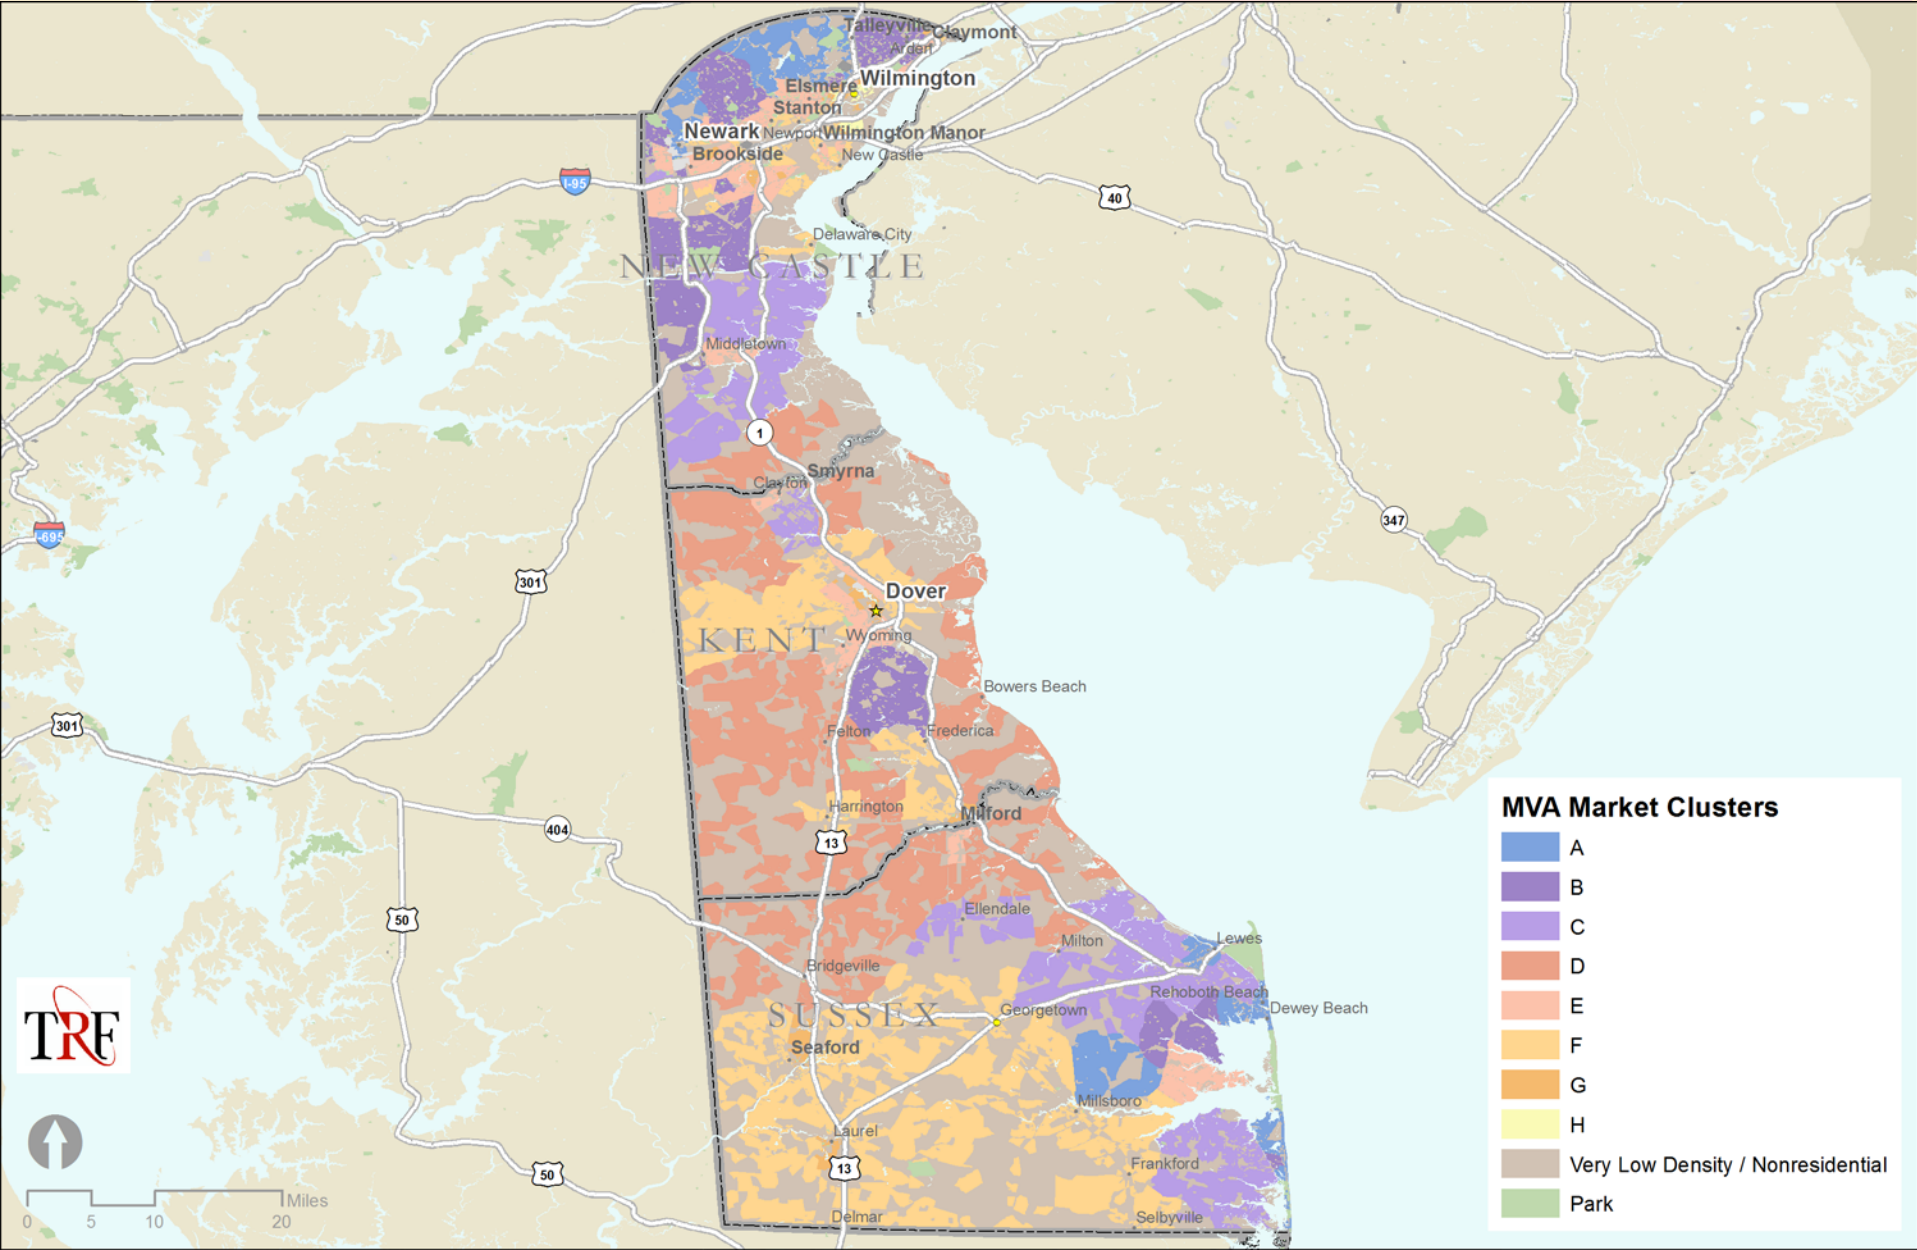 Talleyville
Claymont
Arden
Wilmington
Elsmere
Stanton
Newark
Newport
Wilmington Manor
Brookside
New Castle
I-95
40
Delaware City
NEW CASTLE
Middletown
1
Smyrna
Clayton
I-695
347
301
Dover
KENT
Wyoming
Bowers Beach
301
Felton
Frederica
Harrington
Milford
404
13
50
Ellendale
Milton
Lewes
Bridgeville
Rehoboth Beach
Dewey Beach
SUSSEX
Georgetown
Seaford
Millsboro
Laurel
13
Frankford
50
Delmar
Selbyville
TRF
Miles
0 5 10 20
MVA Market Clusters
A
B
C
D
E
F
G
H
Very Low Density / Nonresidential
Park